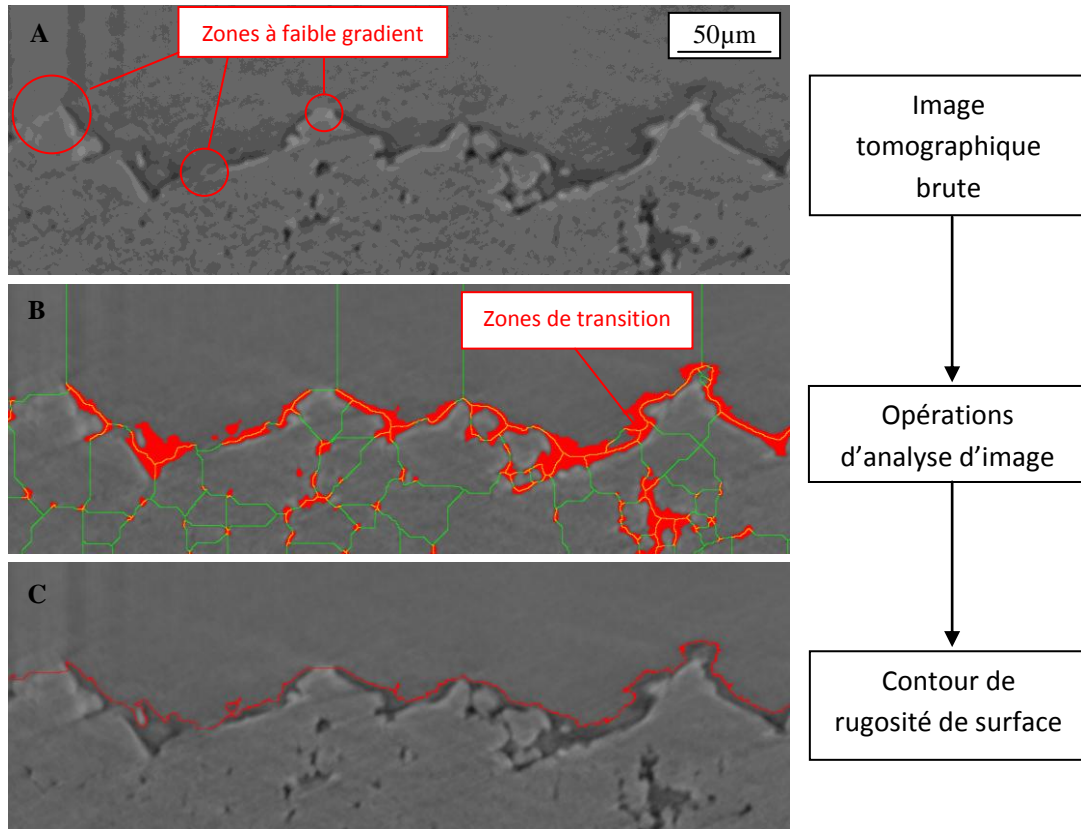 A
Zones à faible gradient
50µm
Image
tomographique
brute
B
Zones de transition
Opérations
d'analyse d'image
C
Contour de
rugosité de surface